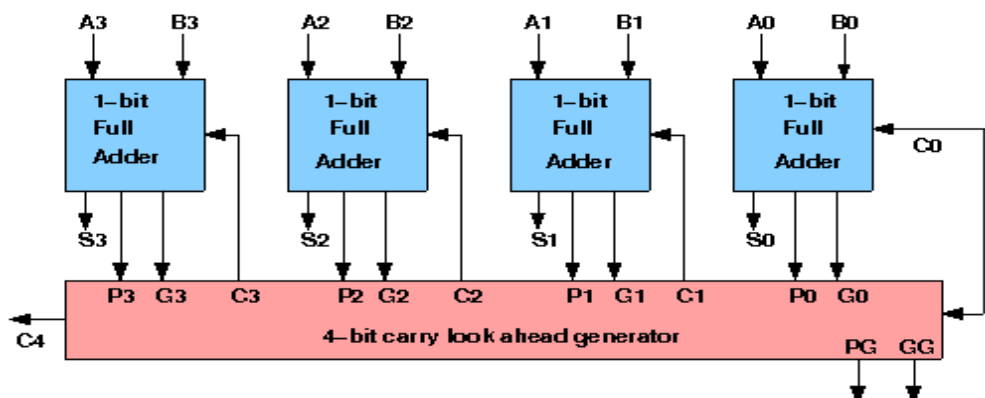 A3 B3 A2 B2 A1 B1 A0 B0
1-bit Full Adder
1-bit Full Adder
1-bit Full Adder
1-bit Full Adder
C0
S3 S2 S1 S0
P3 G3 C3 P2 G2 C2 P1 G1 C1 P0 G0
C4
4-bit carry look ahead generator
PG GG